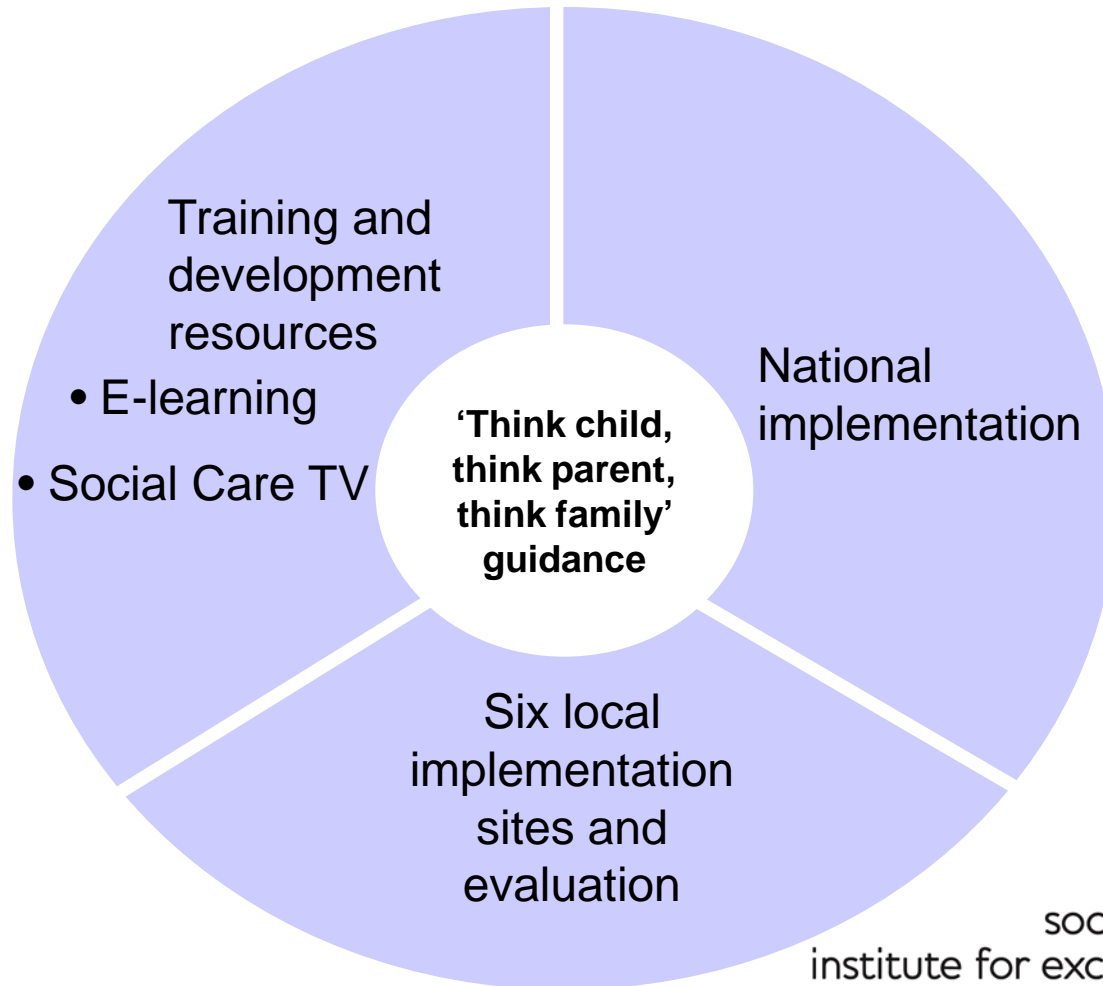 Training and
development
resources
• E-learning
• Social Care TV
‘Think child,
think parent,
think family’
guidance
National
implementation
Six local
implementation
sites and
evaluation
institute for